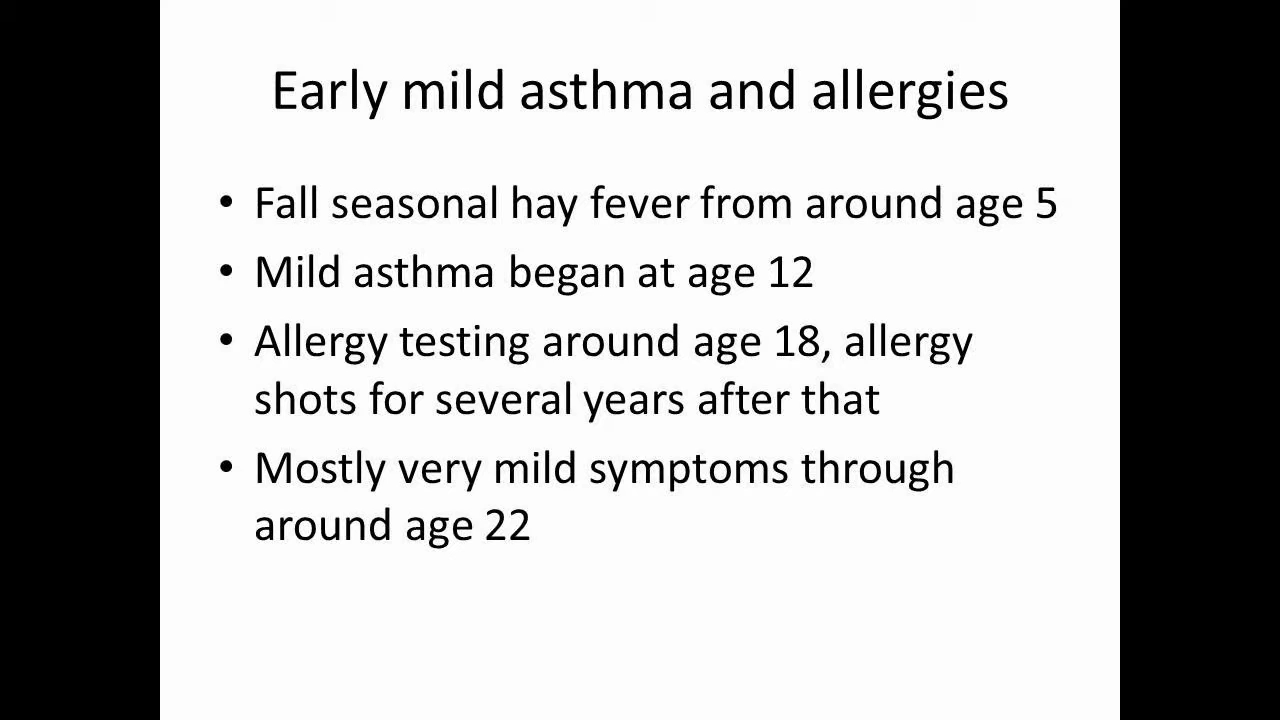 Early mild asthma and allergies
• Fall seasonal hay fever from around age 5
• Mild asthma began at age 12
• Allergy testing around age 18, allergy
shots for several years after that
• Mostly very mild symptoms through
around age 22